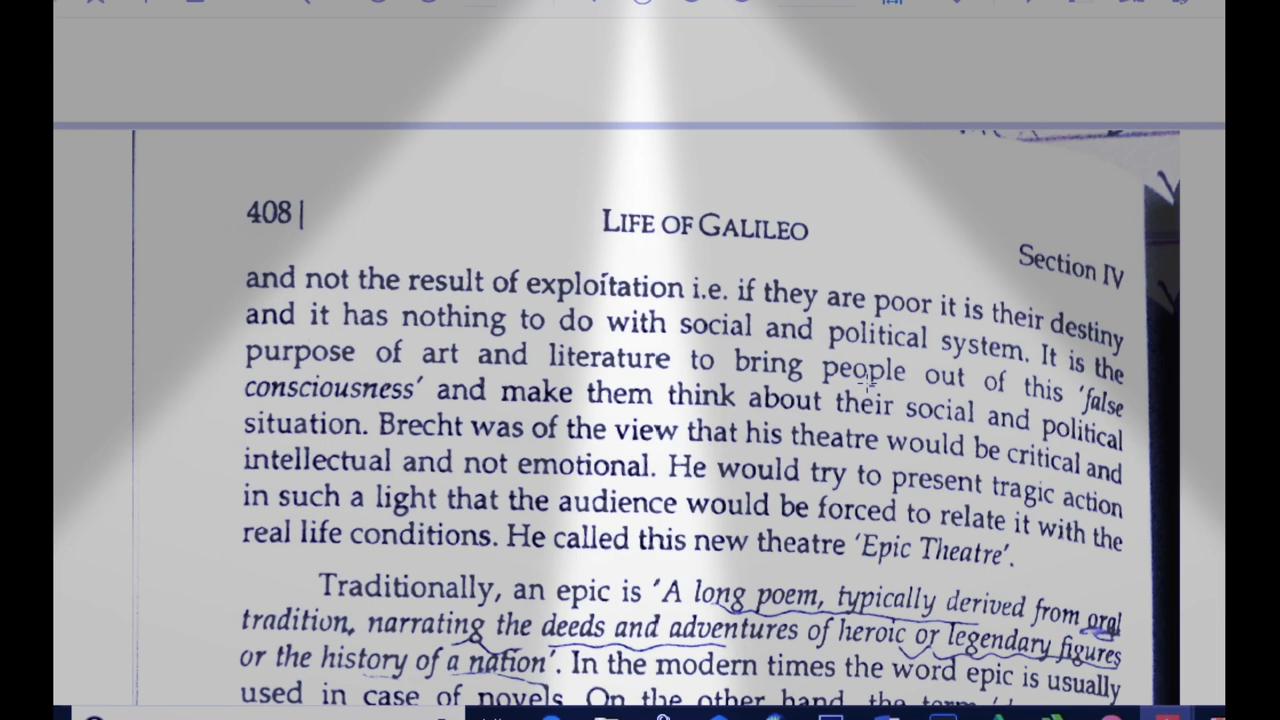 408|
LIFE OF GALILEO
Section IV
and not the result of exploitation i.e. if they are poor it is their destiny
and it has nothing to do with social and political system. It is the
purpose of art and literature to bring people out of this 'false
consciousness' and make them think about their social and political
situation. Brecht was of the view that his theatre would be critical and
intellectual and not emotional. He would try to present tragic action
in such a light that the audience would be forced to relate it with the
real life conditions. He called this new theatre 'Epic Theatre'.
Traditionally, an epic is 'A long poem, typically derived from oral
tradition, narrating the deeds and adventures of heroic or legendary figures
or the history of a nation'. In the modern times the word epic is usually
used in case of novels. On the other hand, the term